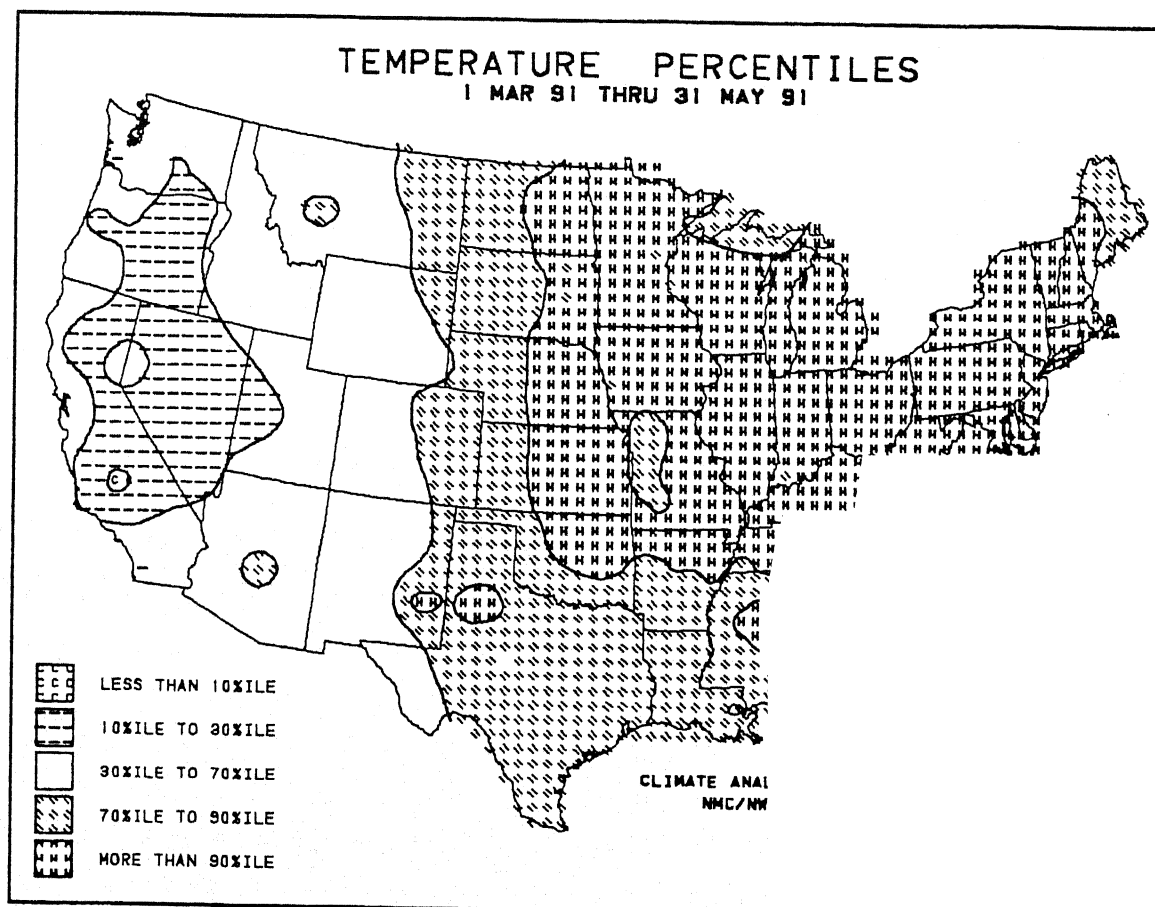 TEMPERATURE PERCENTILES
1 MAR 91 THRU 31 MAY 91
C
LESS THAN 10%ILE
10%ILE TO 30%ILE
30%ILE TO 70%ILE
70%ILE TO 90%ILE
MORE THAN 90%ILE
CLIMATE ANAL
NMC/NW